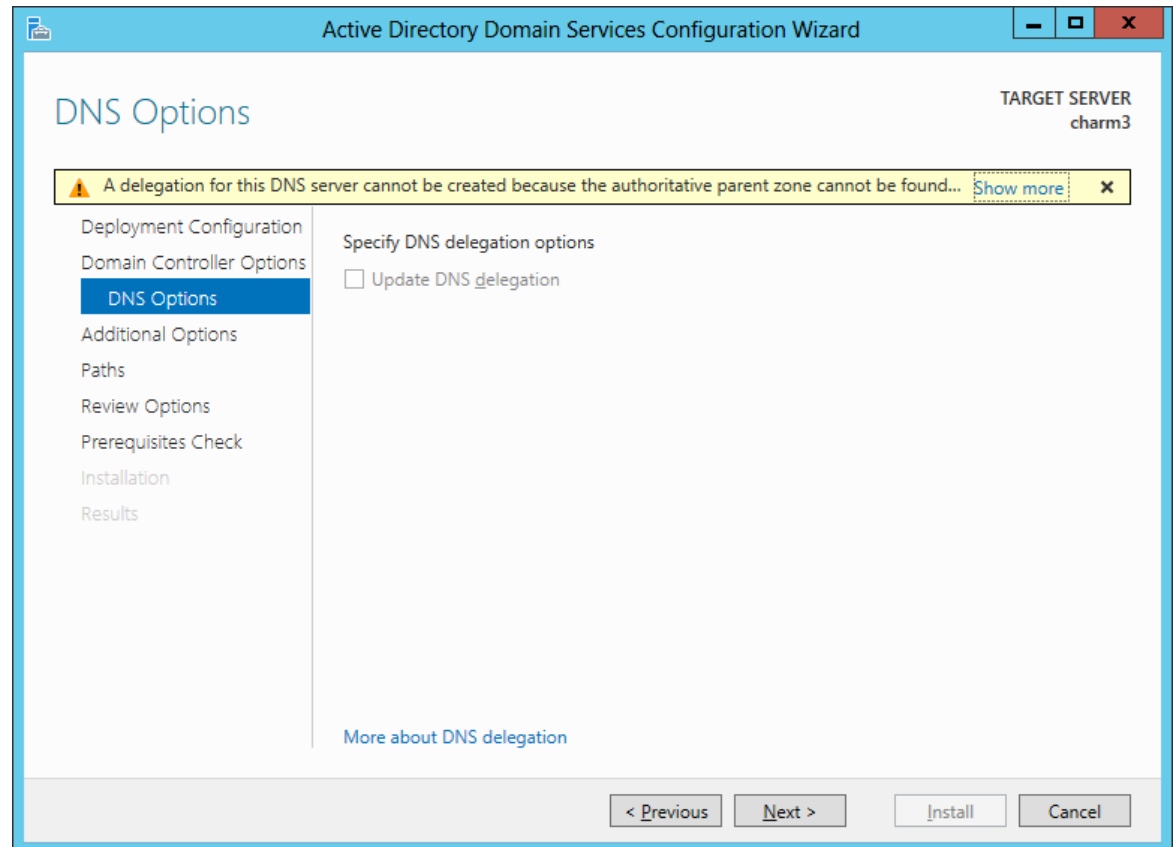 Active Directory Domain Services Configuration Wizard
DNS Options
TARGET SERVER
charm3
A delegation for this DNS server cannot be created because the authoritative parent zone cannot be found... Show more
Deployment Configuration
Domain Controller Options
DNS Options
Additional Options
Paths
Review Options
Prerequisites Check
Installation
Results
Specify DNS delegation options
Update DNS delegation
More about DNS delegation
< Previous Next > Install Cancel